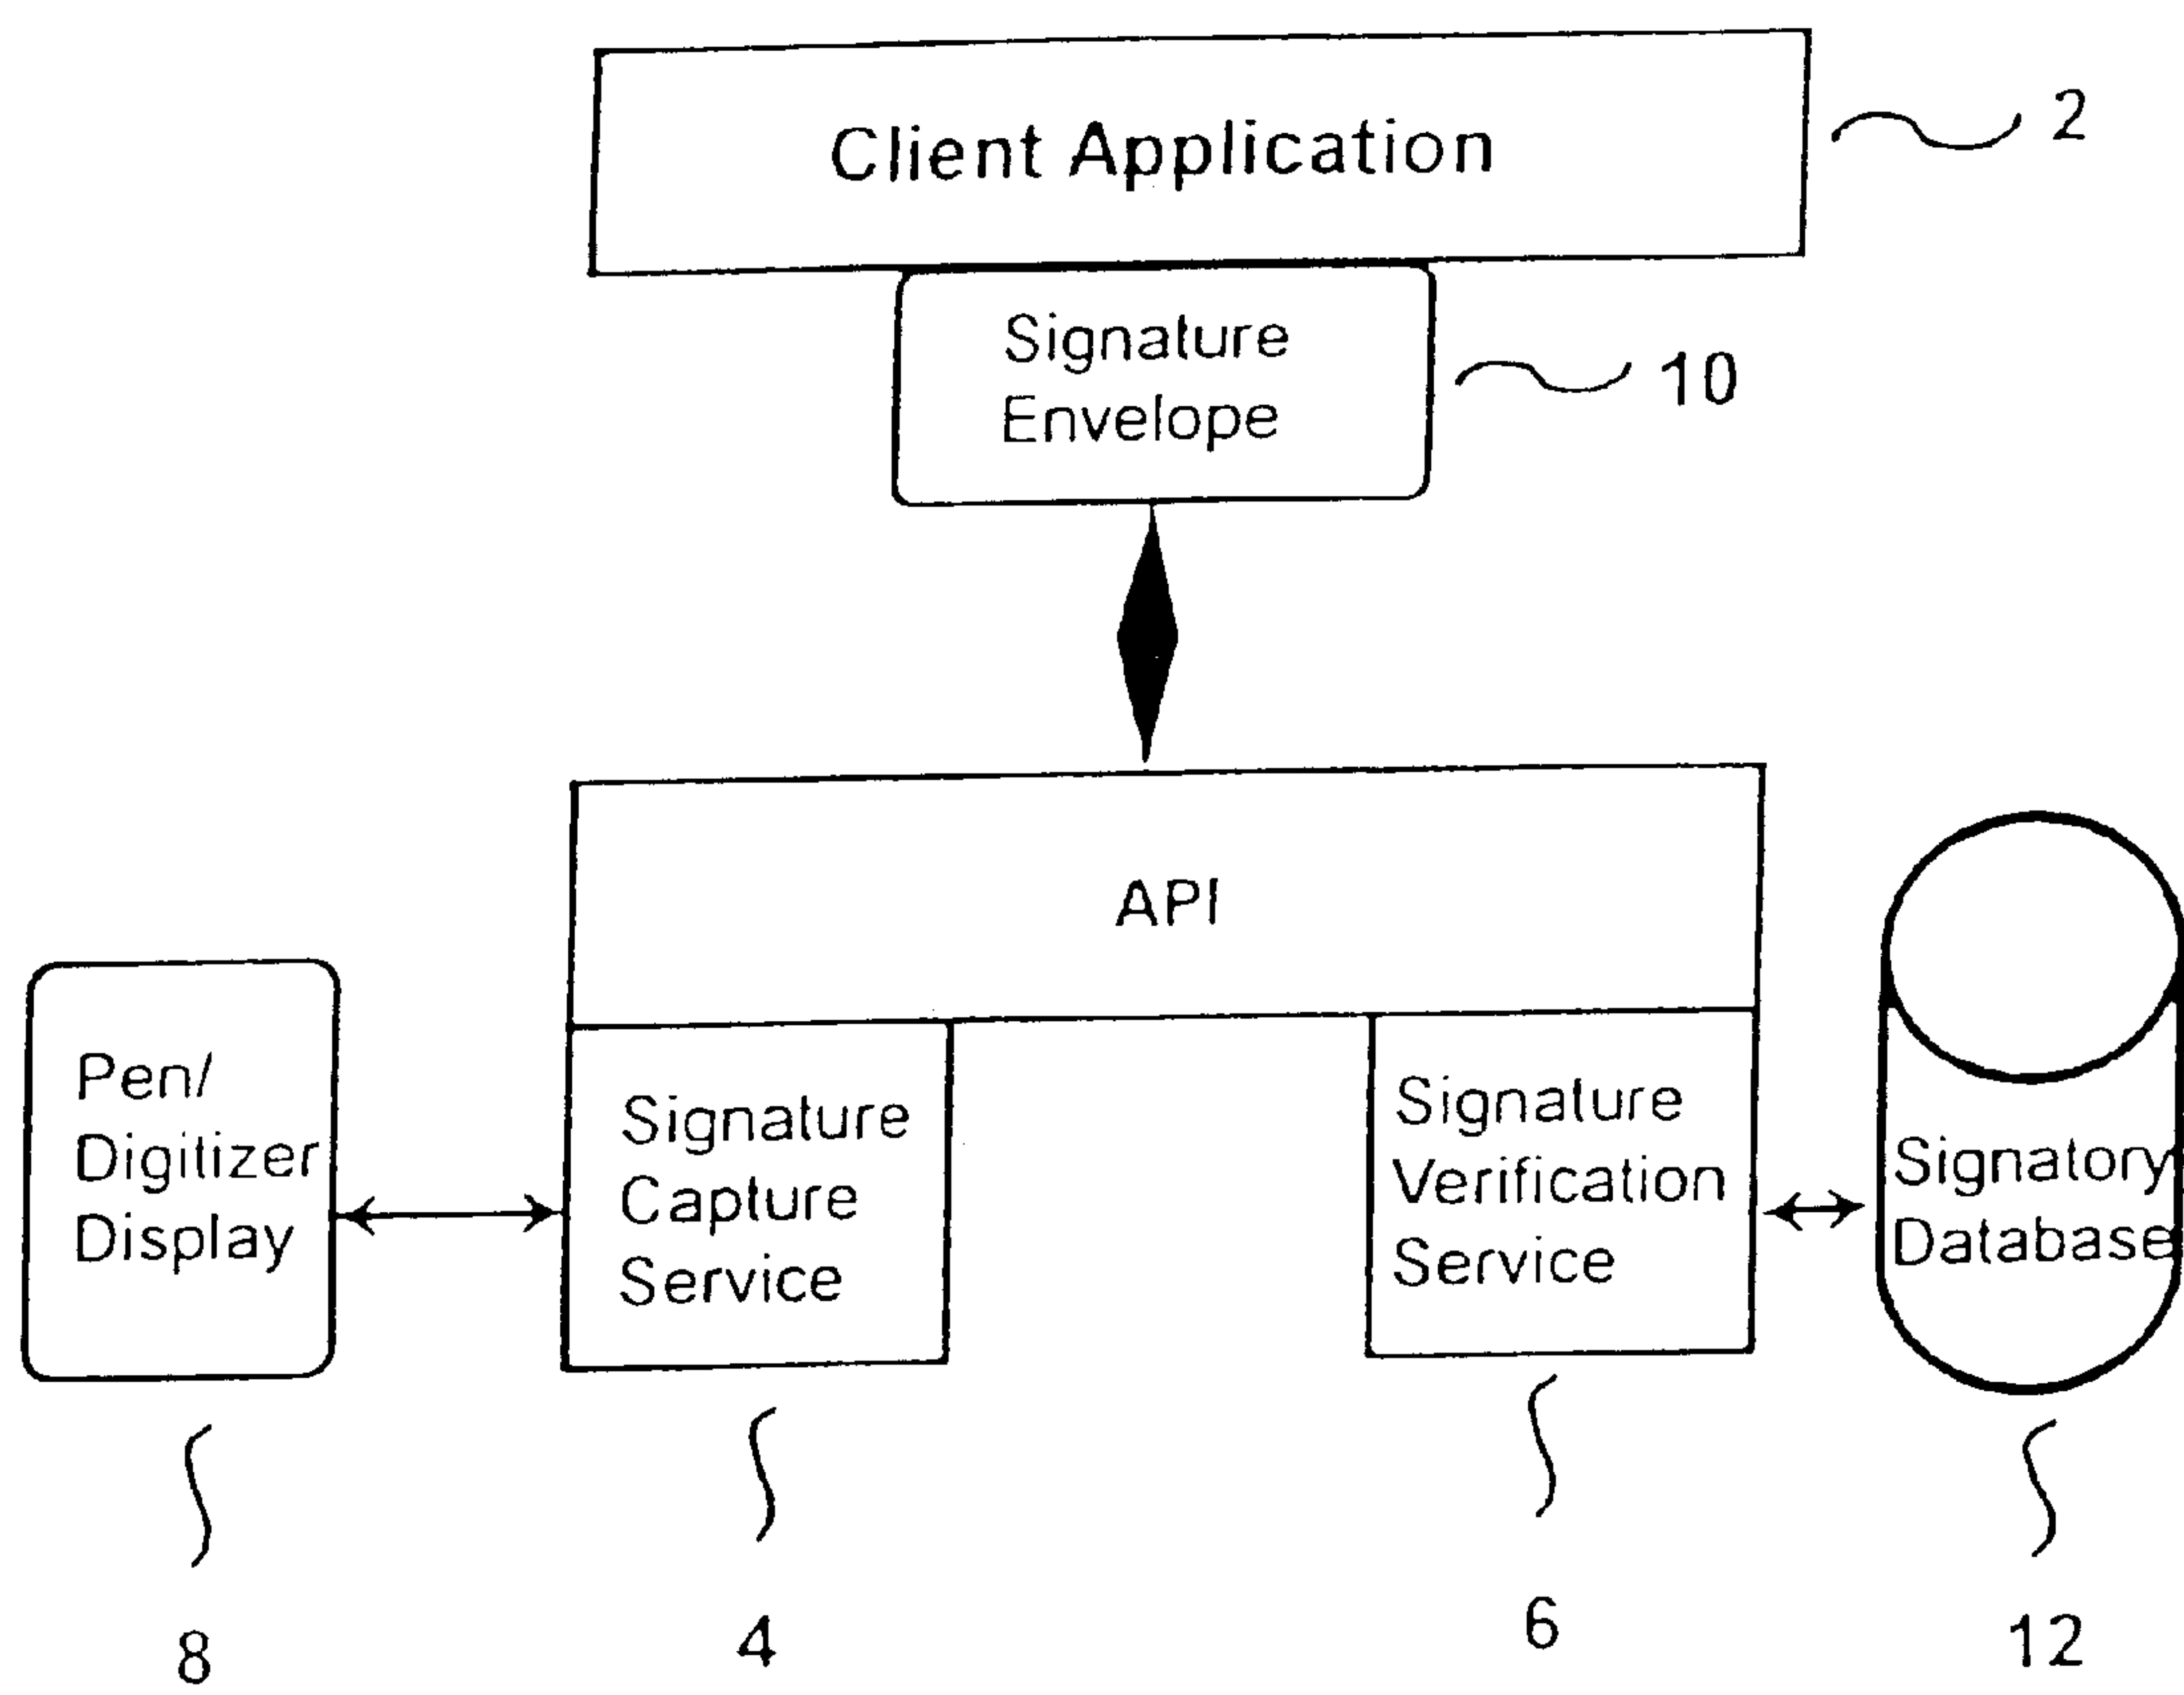 Client Application
2
Signature
Envelope
10
API
Pen/
Digitizer
Display
Signature
Capture
Service
Signature
Verification
Service
Signatory
Database
8
4
6
12